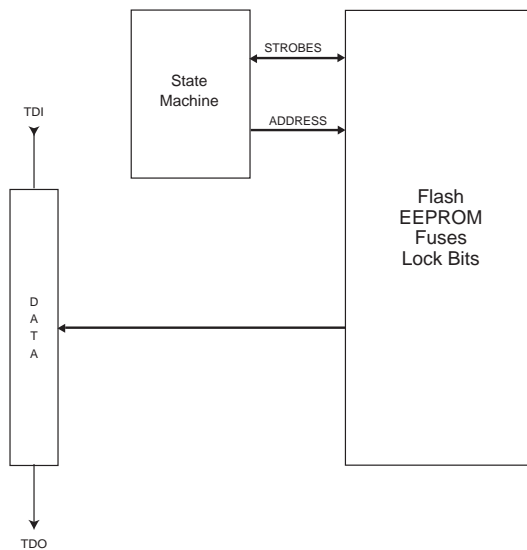 STROBES
State
Machine
TDI
ADDRESS
Flash
EEPROM
Fuses
Lock Bits
D
A
T
A
TDO